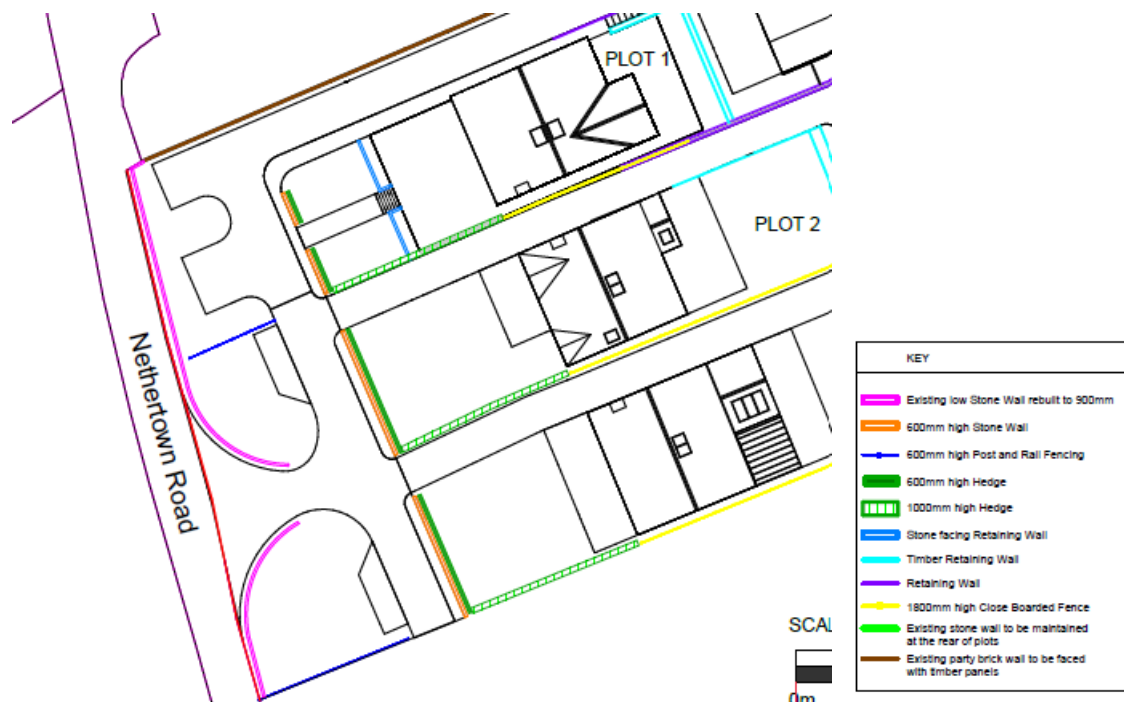 PLOT 1
PLOT 2
Nethertown Road
SCAL
0m
KEY
Existing low Stone Wall rebuilt to 900mm
600mm high Stone Wall
600mm high Post and Rail Fencing
600mm high Hedge
1000mm high Hedge
Stone facing Retaining Wall
Timber Retaining Wall
Retaining Wall
1800mm high Close Boarded Fence
Existing stone wall to be maintained
at the rear of plots
Existing party brick wall to be faced
with timber panels